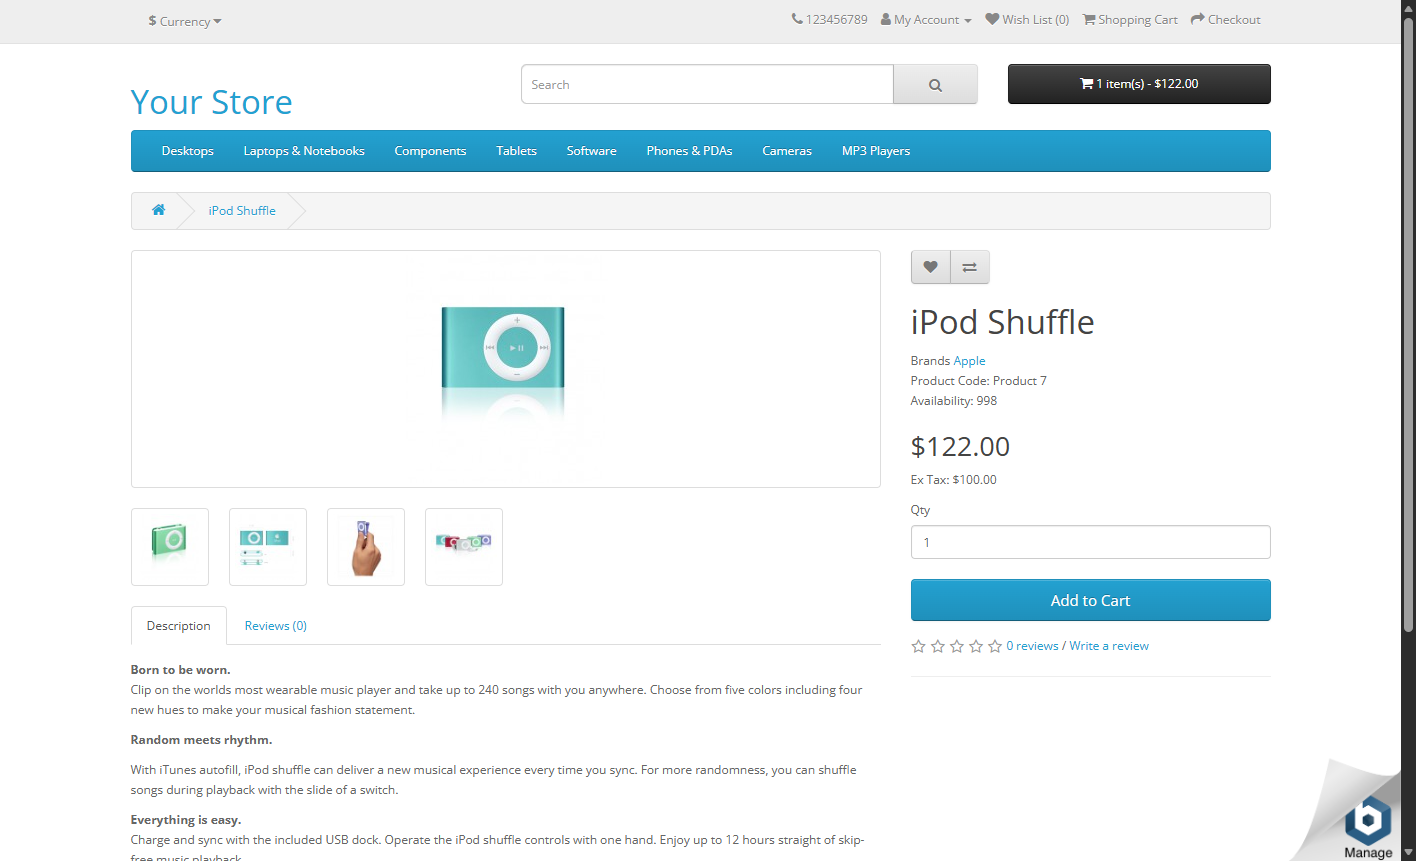 $ Currency
123456789 My Account Wish List (0) Shopping Cart Checkout
Your Store
Search
1 item(s) - $122.00
Desktops Laptops & Notebooks Components Tablets Software Phones & PDAs Cameras MP3 Players
iPod Shuffle
iPod Shuffle
Brands Apple
Product Code: Product 7
Availability: 998
$122.00
Ex Tax: $100.00
Qty
1
Add to Cart
0 reviews / Write a review
Description Reviews (0)
Born to be worn.
Clip on the worlds most wearable music player and take up to 240 songs with you anywhere. Choose from five colors including four
new hues to make your musical fashion statement.
Random meets rhythm.
With iTunes autofill, iPod shuffle can deliver a new musical experience every time you sync. For more randomness, you can shuffle
songs during playback with the slide of a switch.
Everything is easy.
Charge and sync with the included USB dock. Operate the iPod shuffle controls with one hand. Enjoy up to 12 hours straight of skip-
free music playback.
Manage